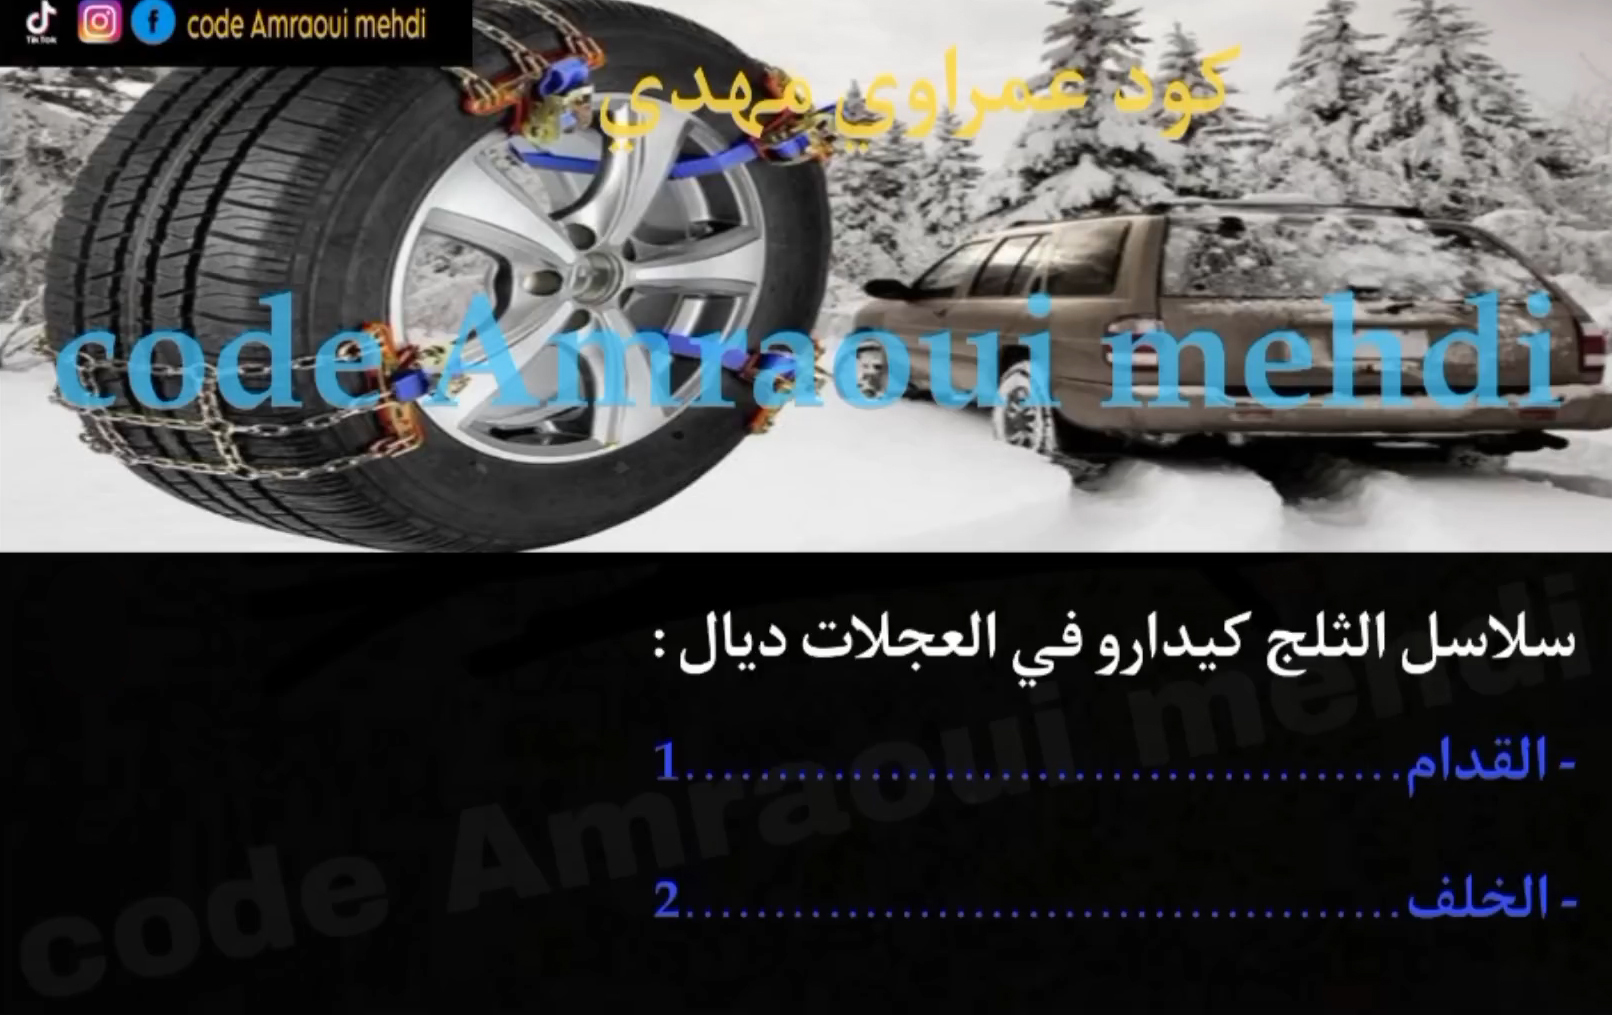 TikTok
code Amraoui mehdi
كود عمراوي مهدي
code Amraoui mehdi
سلاسل الثلج كيدارو في العجلات ديال :
- القدام.......................................1
- الخلف.......................................2
code Amraoui mehdi